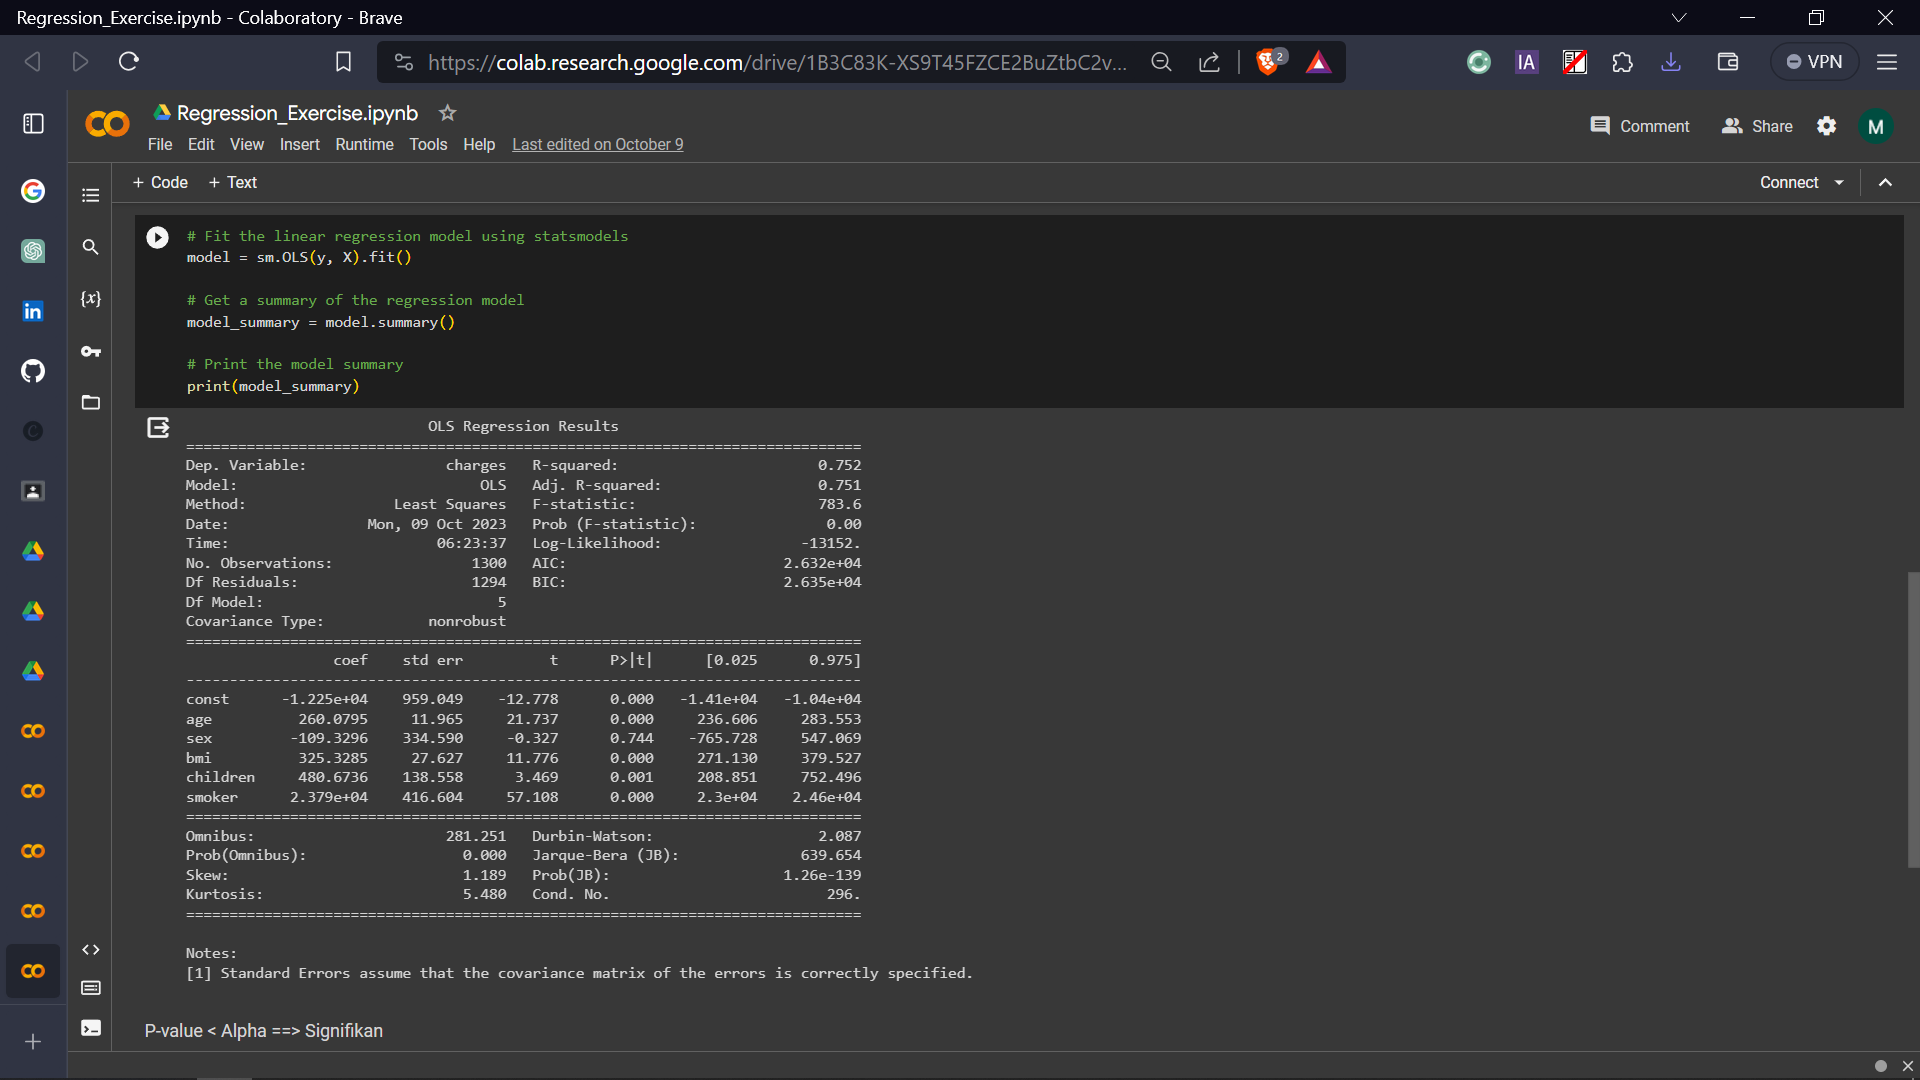 Regression_Exercise.ipynb - Colaboratory - Brave
https://colab.research.google.com/drive/1B3C83K-XS9T45FZCE2BuZtbC2v...
2
IA
VPN
Regression_Exercise.ipynb
File Edit View Insert Runtime Tools Help Last edited on October 9
Comment Share M
+ Code + Text
Connect
# Fit the linear regression model using statsmodels
model = sm.OLS(y, X).fit()
# Get a summary of the regression model
model_summary = model.summary()
# Print the model summary
print(model_summary)
OLS Regression Results
==============================================================================
Dep. Variable: charges R-squared: 0.752
Model: OLS Adj. R-squared: 0.751
Method: Least Squares F-statistic: 783.6
Date: Mon, 09 Oct 2023 Prob (F-statistic): 0.00
Time: 06:23:37 Log-Likelihood: -13152.
No. Observations: 1300 AIC: 2.632e+04
Df Residuals: 1294 BIC: 2.635e+04
Df Model: 5
Covariance Type: nonrobust
==============================================================================
coef std err t P>|t| [0.025 0.975]
------------------------------------------------------------------------------
const -1.225e+04 959.049 -12.778 0.000 -1.41e+04 -1.04e+04
age 260.0795 11.965 21.737 0.000 236.606 283.553
sex -109.3296 334.590 -0.327 0.744 -765.728 547.069
bmi 325.3285 27.627 11.776 0.000 271.130 379.527
children 480.6736 138.558 3.469 0.001 208.851 752.496
smoker 2.379e+04 416.604 57.108 0.000 2.3e+04 2.46e+04
==============================================================================
Omnibus: 281.251 Durbin-Watson: 2.087
Prob(Omnibus): 0.000 Jarque-Bera (JB): 639.654
Skew: 1.189 Prob(JB): 1.26e-139
Kurtosis: 5.480 Cond. No. 296.
==============================================================================
Notes:
[1] Standard Errors assume that the covariance matrix of the errors is correctly specified.
P-value < Alpha ==> Signifikan